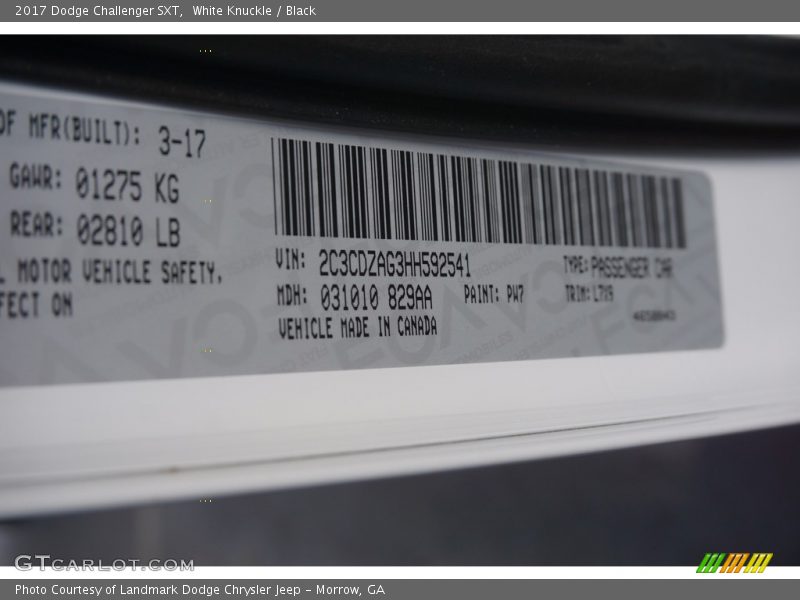 2017 Dodge Challenger SXT, White Knuckle / Black
OF MFR(BUILT): 3-17
GAWR: 01275 KG
REAR: 02810 LB
L MOTOR VEHICLE SAFETY,
FECT ON
VIN: 2C3CDZAG3HH592541
TYPE: PASSENGER CAR
MDH: 031010 829AA PAINT: PW7
TRIM:
VEHICLE MADE IN CANADA
GTCARLOT.COM
Photo Courtesy of Landmark Dodge Chrysler Jeep – Morrow, GA